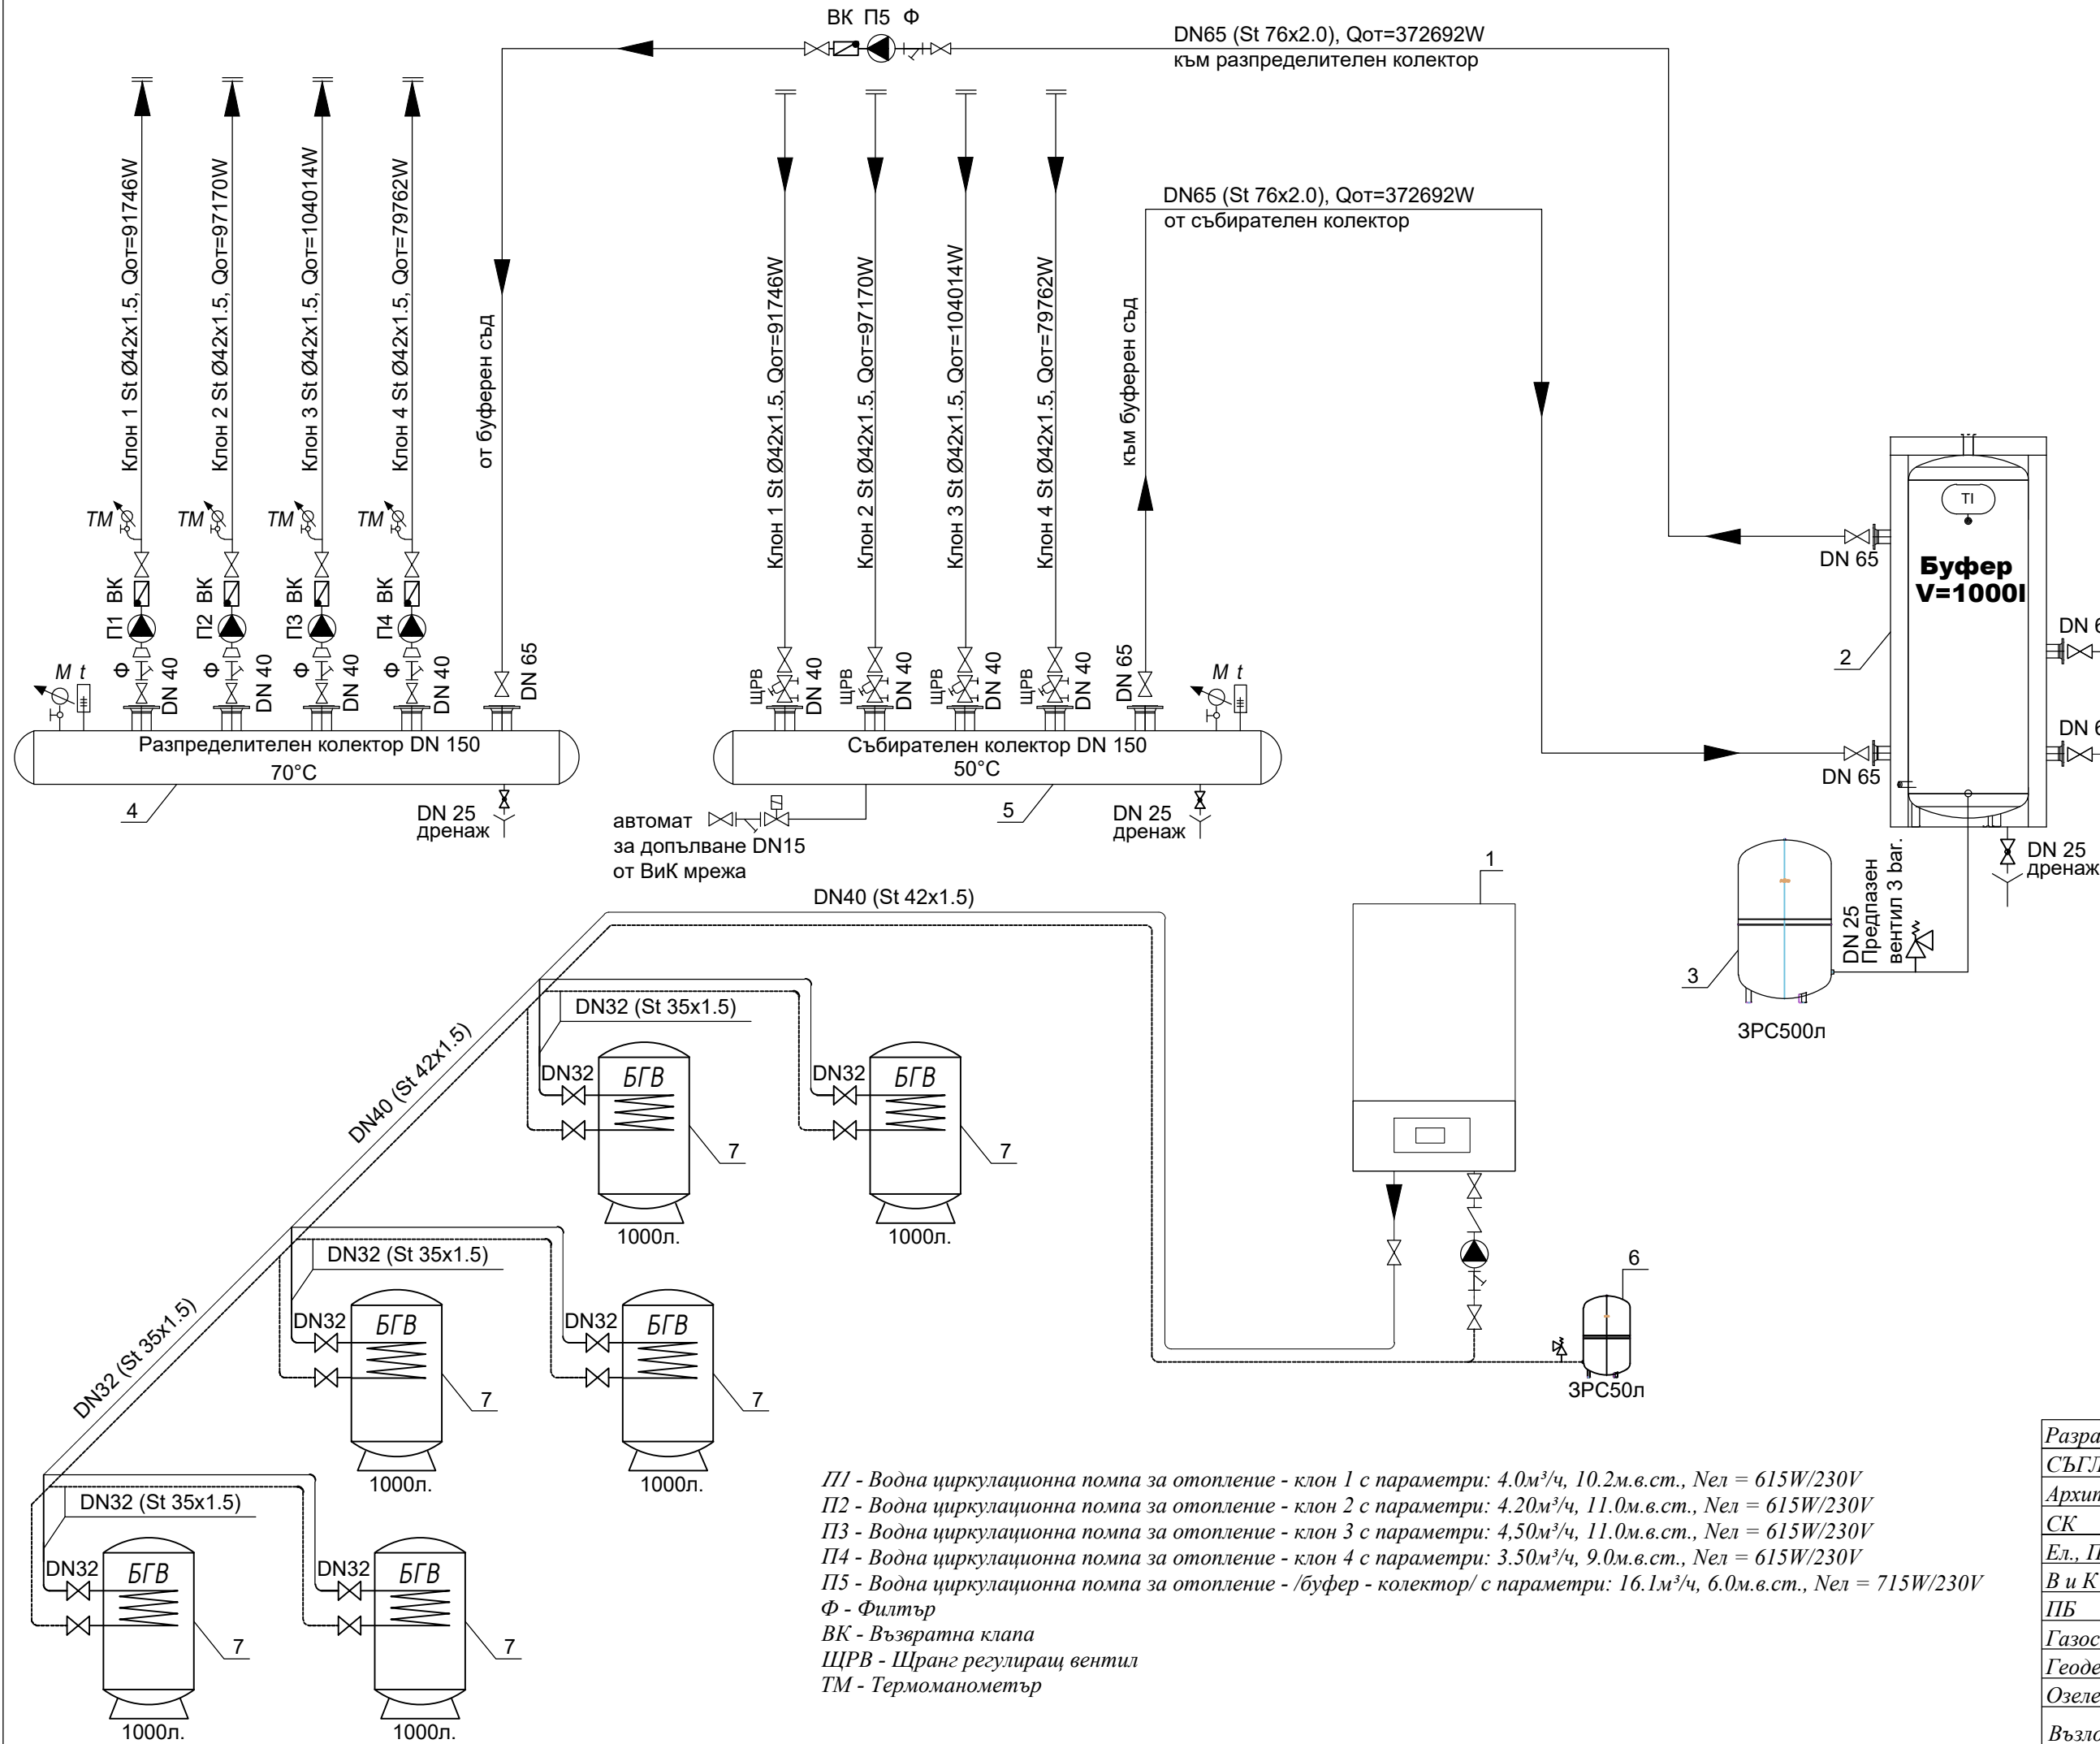 ВК П5 Ф
DN65 (St 76x2.0), Qот=372692W
към разпределителен колектор
DN65 (St 76x2.0), Qот=372692W
от събирателен колектор
Клон 1 St Ø42x1.5, Qот=91746W
Клон 2 St Ø42x1.5, Qот=97170W
Клон 3 St Ø42x1.5, Qот=104014W
Клон 4 St Ø42x1.5, Qот=79762W
от буферен съд
Клон 1 St Ø42x1.5, Qот=91746W
Клон 2 St Ø42x1.5, Qот=97170W
Клон 3 St Ø42x1.5, Qот=104014W
Клон 4 St Ø42x1.5, Qот=79762W
към буферен съд
ТМ
ТМ
ТМ
ТМ
П1 ВК
П2 ВК
П3 ВК
П4 ВК
Ф
DN 40
Ф
DN 40
Ф
DN 40
Ф
DN 40
DN 65
M t
ЩРВ
DN 40
ЩРВ
DN 40
ЩРВ
DN 40
ЩРВ
DN 40
DN 65
M t
Разпределителен колектор DN 150
70°C
4
DN 25
дренаж
Събирателен колектор DN 150
50°C
5
DN 25
дренаж
автомат
за допълване DN15
от ВиК мрежа
TI
Буфер
V=1000l
DN 65
DN 65
2
DN 25
дренаж
DN 25
Предпазен
вентил 3 bar.
3
ЗРС500л
1
DN40 (St 42x1.5)
DN40 (St 42x1.5)
DN32 (St 35x1.5)
DN32 (St 35x1.5)
DN32
БГВ
7
1000л.
DN32
БГВ
7
1000л.
DN32 (St 35x1.5)
DN32
БГВ
7
1000л.
DN32
БГВ
7
1000л.
DN32 (St 35x1.5)
DN32
БГВ
7
1000л.
DN32
БГВ
7
1000л.
6
ЗРС50л
П1 - Водна циркулационна помпа за отопление - клон 1 с параметри: 4.0м³/ч, 10.2м.в.ст., Nел = 615W/230V
П2 - Водна циркулационна помпа за отопление - клон 2 с параметри: 4.20м³/ч, 11.0м.в.ст., Nел = 615W/230V
П3 - Водна циркулационна помпа за отопление - клон 3 с параметри: 4,50м³/ч, 11.0м.в.ст., Nел = 615W/230V
П4 - Водна циркулационна помпа за отопление - клон 4 с параметри: 3.50м³/ч, 9.0м.в.ст., Nел = 615W/230V
П5 - Водна циркулационна помпа за отопление - /буфер - колектор/ с параметри: 16.1м³/ч, 6.0м.в.ст., Nел = 715W/230V
Ф - Филтър
ВК - Възвратна клапа
ЩРВ - Щранг регулиращ вентил
ТМ - Термоманометър
СК
Ел.,
В и К
ПБ